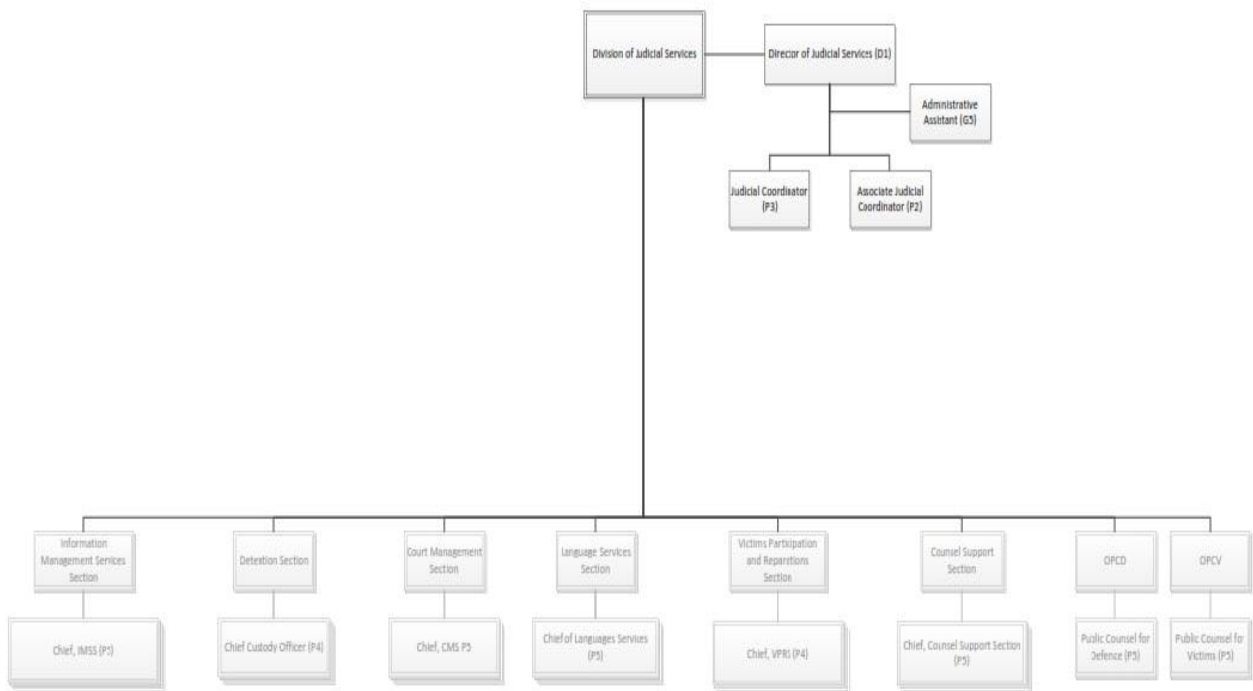 Division of Judicial Services
Director of Judicial Services (D1)
Administrative
Assistant (G5)
Judicial Coordinator
(P3)
Associate Judicial
Coordinator (P2)
Information
Management Services
Section
Detention Section
Court Management
Section
Language Services
Section
Victims Participation
and Reparations
Section
Counsel Support
Section
OPCD
OPCV
Chief, IMSS (P5)
Chief Custody Officer (P4)
Chief, CMS P5
Chief of Languages Services
(P5)
Chief, VPRS (P4)
Chief, Counsel Support Section
(P5)
Public Counsel for
Defence (P5)
Public Counsel for
Victims (P5)